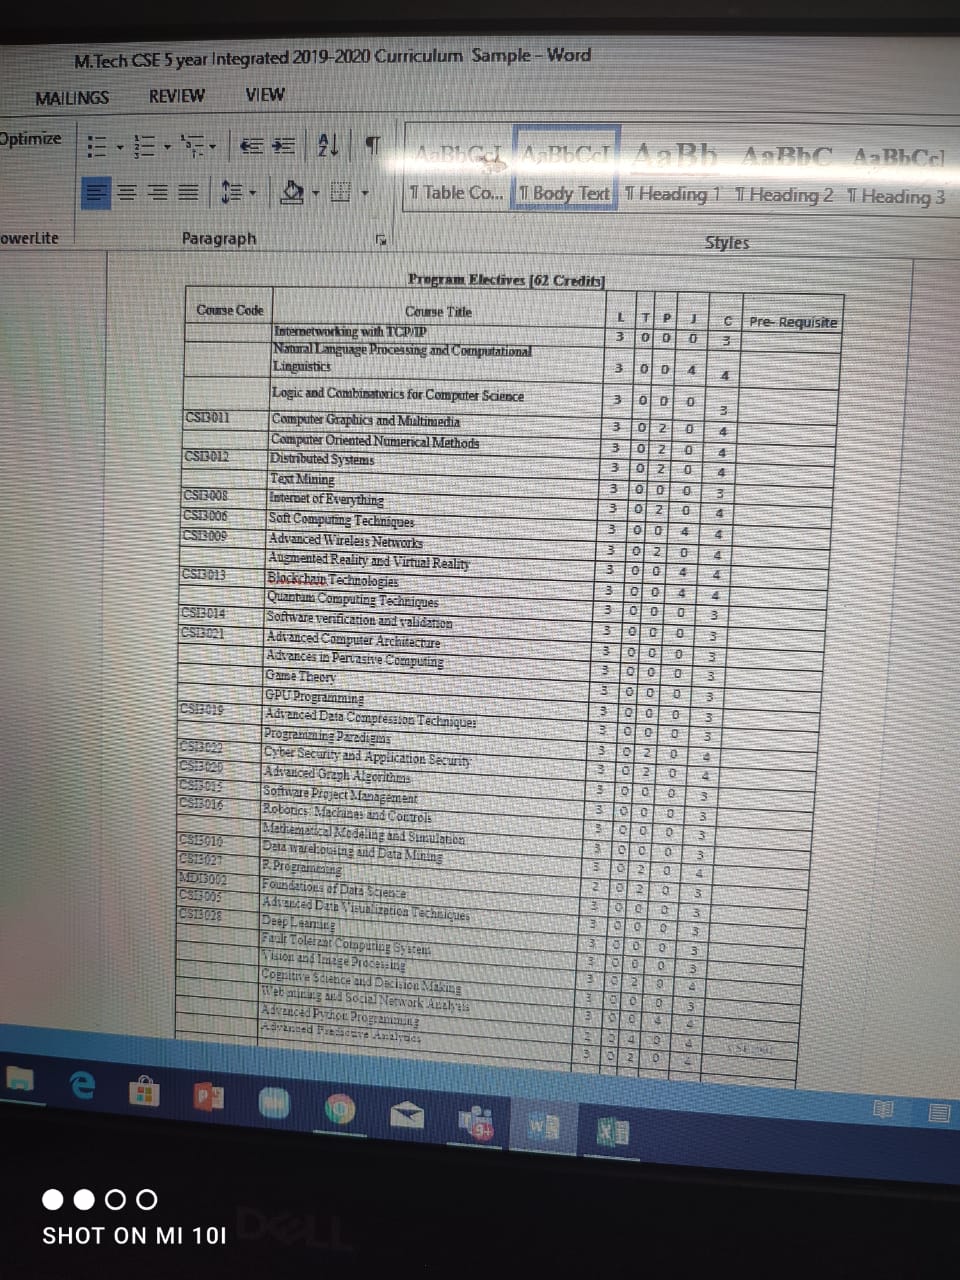 M.Tech CSE 5 year Integrated 2019-2020 Curriculum Sample - Word
MAILINGS REVIEW VIEW
Optimize
AaBbCcI AaBbCcI AaBb AaBbC AaBbCcl
¶ Table Co... ¶ Body Text ¶ Heading 1 ¶ Heading 2 ¶ Heading 3
owerLite Paragraph Styles
Program Electives [62 Credits]
Course Code Course Title L T P J C Pre- Requisite
Internetworking with TCP/IP 3 0 0 0 3
Natural Language Processing and Computational
Linguistics 3 0 0 4 4
Logic and Combinatorics for Computer Science 3 0 0 0 3
CSI3011 Computer Graphics and Multimedia 3 0 2 0 4
Computer Oriented Numerical Methods 3 0 2 0 4
CSI3012 Distributed Systems 3 0 2 0 4
Text Mining 3 0 0 0 3
CSI3008 Internet of Everything 3 0 2 0 4
CSI3006 Soft Computing Techniques 3 0 0 4 4
CSI3009 Advanced Wireless Networks 3 0 2 0 4
Augmented Reality and Virtual Reality 3 0 0 4 4
CSI3013 Blockchain Technologies 3 0 0 4 4
Quantum Computing Techniques 3 0 0 0 3
CSI3014 Software verification and validation 3 0 0 0 3
CSI3021 Advanced Computer Architecture 3 0 0 0 3
Advances in Pervasive Computing 3 0 0 0 3
Game Theory 3 0 0 0 3
GPU Programming 3 0 0 0 3
CSI3019 Advanced Data Compression Techniques 3 0 0 0 3
Programming Paradigms 3 0 2 0 4
CSI3022 Cyber Security and Application Security 3 0 2 0 4
CSI3020 Advanced Graph Algorithms 3 0 0 0 3
CSI3015 Software Project Management 3 0 0 0 3
CSI3016 Robotics: Machines and Controls 3 0 0 0 3
Mathematical Modeling and Simulation 3 0 0 0 3
CSI3010 Data warehousing and Data Mining 3 0 2 0 4
CSI3027 R Programming 2 0 2 0 3
MDI3002 Foundations of Data Science 3 0 0 0 3
CSI3005 Advanced Data Visualization Techniques 3 0 0 0 3
CSI3028 Deep Learning 3 0 0 0 3
Fault Tolerant Computing System 3 0 0 0 3
Vision and Image Processing 3 0 2 0 4
Cognitive Science and Decision Making 3 0 0 0 3
Web mining and Social Network Analysis 3 0 0 4 4
Advanced Python Programming 2 0 4 0 4
Advanced Predictive Analytics 3 0 2 0 4
9+
SHOT ON MI 10I
DELL